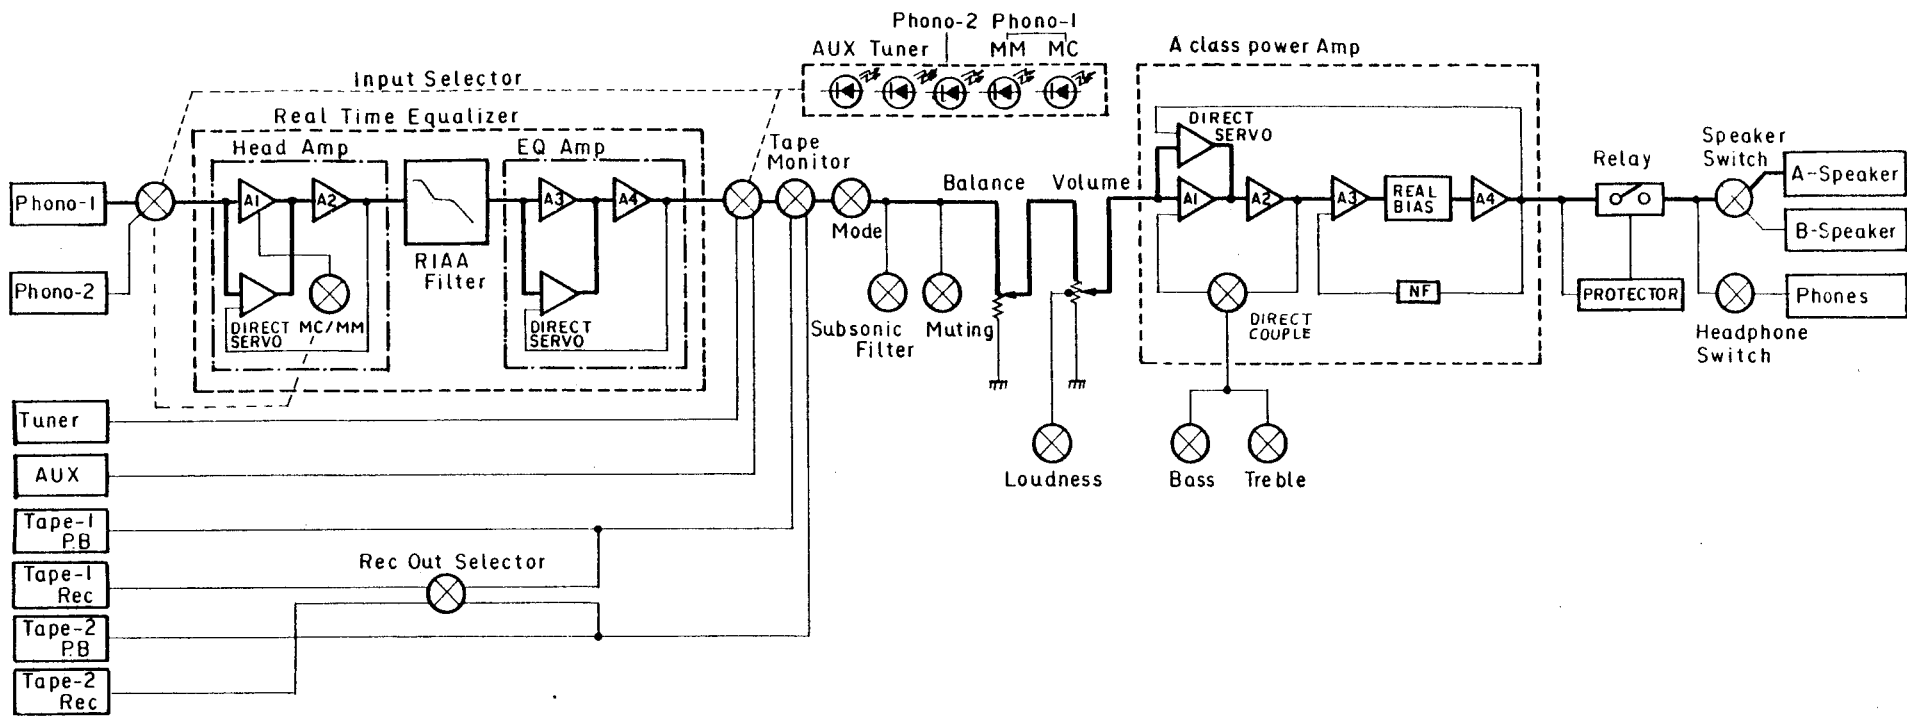 Phono-2 Phono-1
AUX Tuner MM MC
A class power Amp
Input Selector
Real Time Equalizer
Head Amp
EQ Amp
Tape
Monitor
DIRECT
SERVO
Speaker
Switch
Relay
Phono-1
A1
A2
A3
A4
Mode
Balance
Volume
A1
A2
A3
REAL
BIAS
A4
A-Speaker
B-Speaker
RIAA
Filter
Phono-2
DIRECT
SERVO
MC/MM
DIRECT
SERVO
Subsonic
Filter
Muting
DIRECT
COUPLE
NF
PROTECTOR
Phones
Headphone
Switch
Tuner
AUX
Loudness
Bass
Treble
Tape-1
P.B
Rec Out Selector
Tape-1
Rec
Tape-2
P.B
Tape-2
Rec